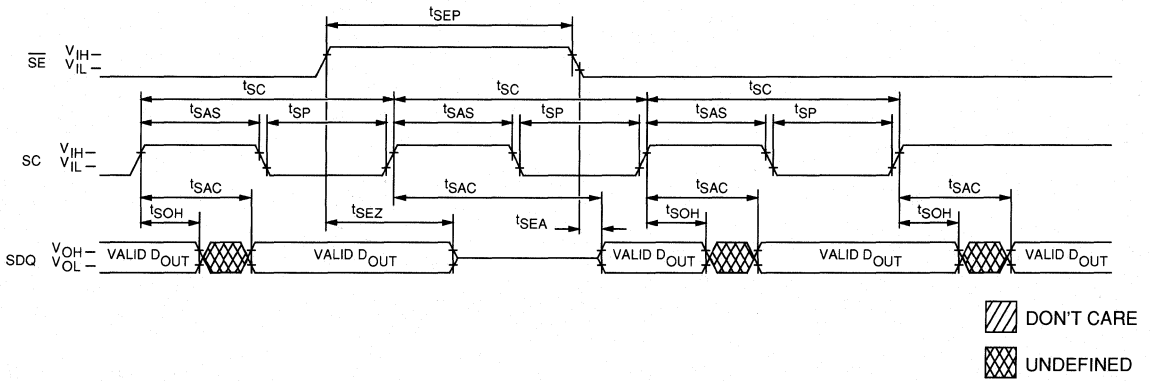 tSEP
SE VIH
VIL
tSC tSC tSC
tSAS tSP tSAS tSP tSAS tSP
SC VIH
VIL
tSAC tSAC tSAC tSAC
tSOH tSEZ tSEA tSOH tSOH
SDQ VOH
VOL
VALID DOUT VALID DOUT VALID DOUT VALID DOUT VALID DOUT
DON'T CARE
UNDEFINED